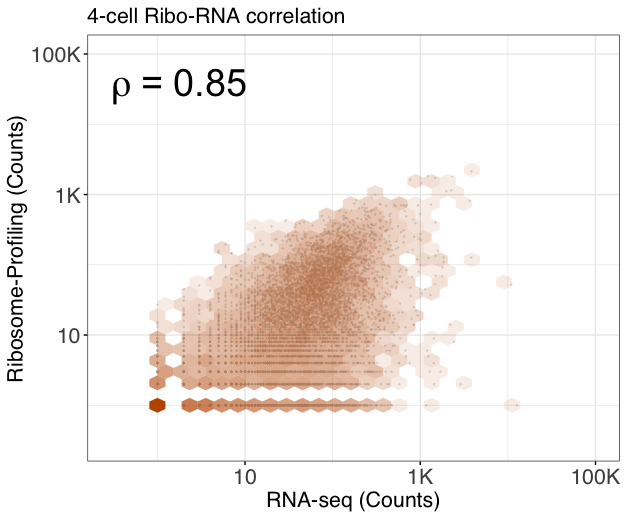 4-cell Ribo-RNA correlation
100K
ρ = 0.85
Ribosome-Profiling (Counts)
1K
10
10
1K
100K
RNA-seq (Counts)